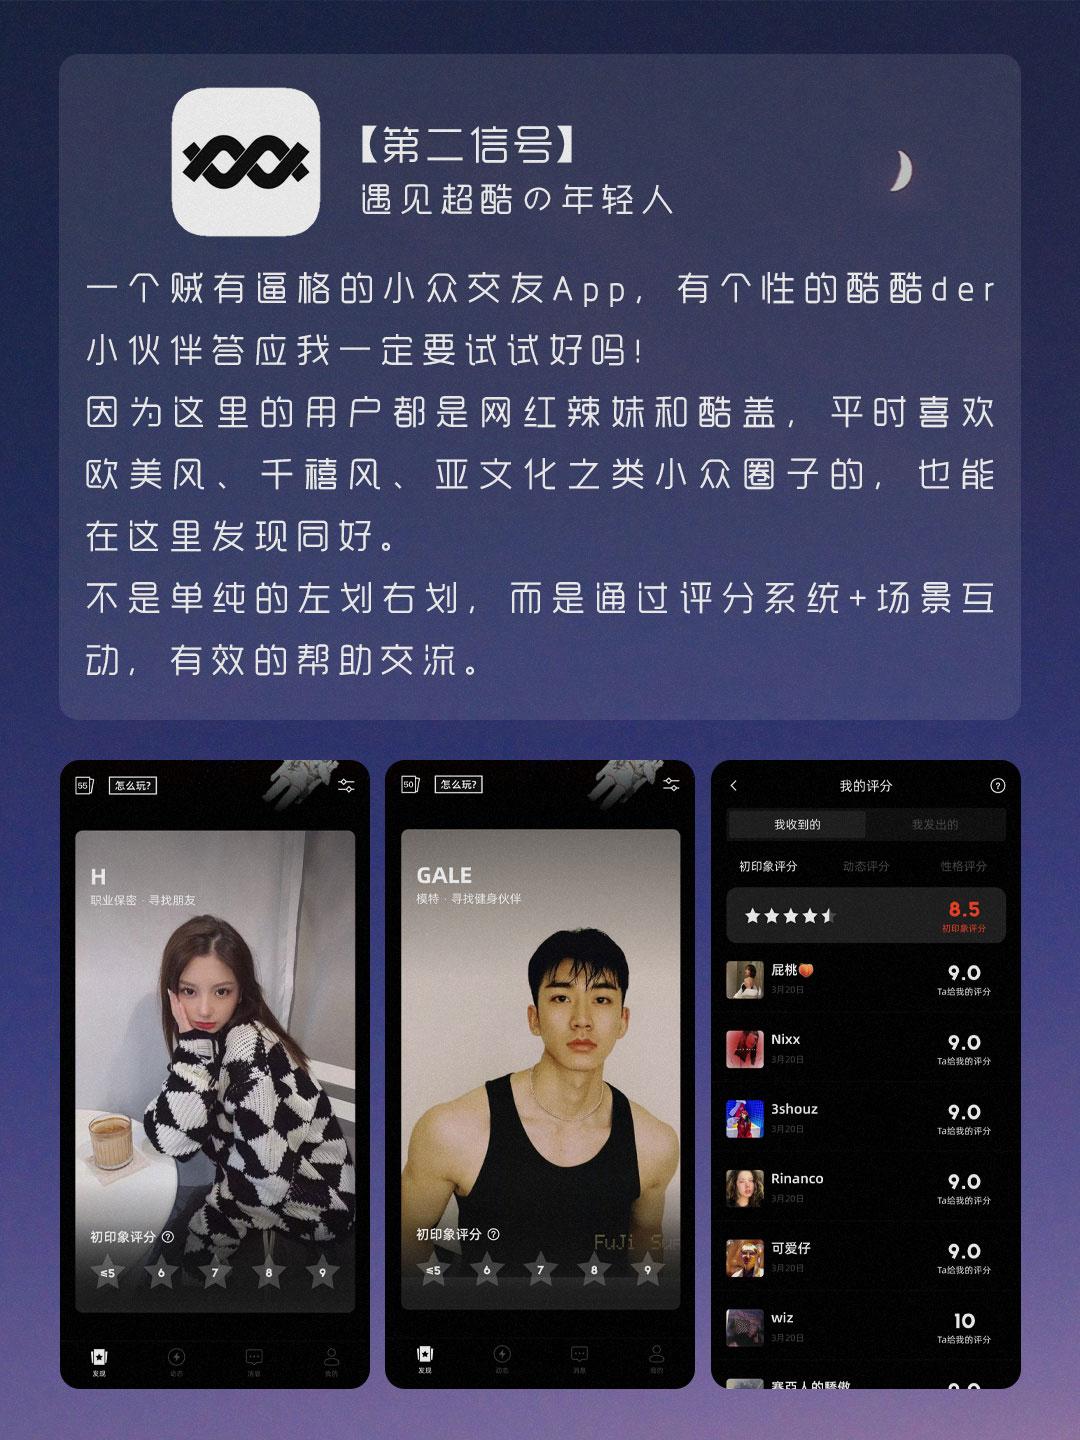 【第二信号】
遇见超酷の年轻人
一个贼有逼格的小众交友App，有个性的酷酷der
小伙伴答应我一定要试试好吗！
因为这里的用户都是网红辣妹和酷盖，平时喜欢
欧美风、千禧风、亚文化之类小众圈子的，也能
在这里发现同好。
不是单纯的左划右划，而是通过评分系统+场景互
动，有效的帮助交流。
55 怎么玩?
H
职业保密 · 寻找朋友
初印象评分 ?
≤5 6 7 8 9
发现 动态 消息 我的
50 怎么玩?
GALE
模特 · 寻找健身伙伴
FuJi Su
初印象评分 ?
≤5 6 7 8 9
发现 动态 消息 我的
我的评分 ?
我收到的 我发出的
初印象评分 动态评分 性格评分
8.5
初印象评分
屁桃🍑 9.0
3月20日 Ta给我的评分
Nixx 9.0
3月20日 Ta给我的评分
3shouz 9.0
3月20日 Ta给我的评分
Rinanco 9.0
3月20日 Ta给我的评分
可爱仔 9.0
3月20日 Ta给我的评分
wiz 10
3月20日 Ta给我的评分
赛亞人的驕傲 9.0